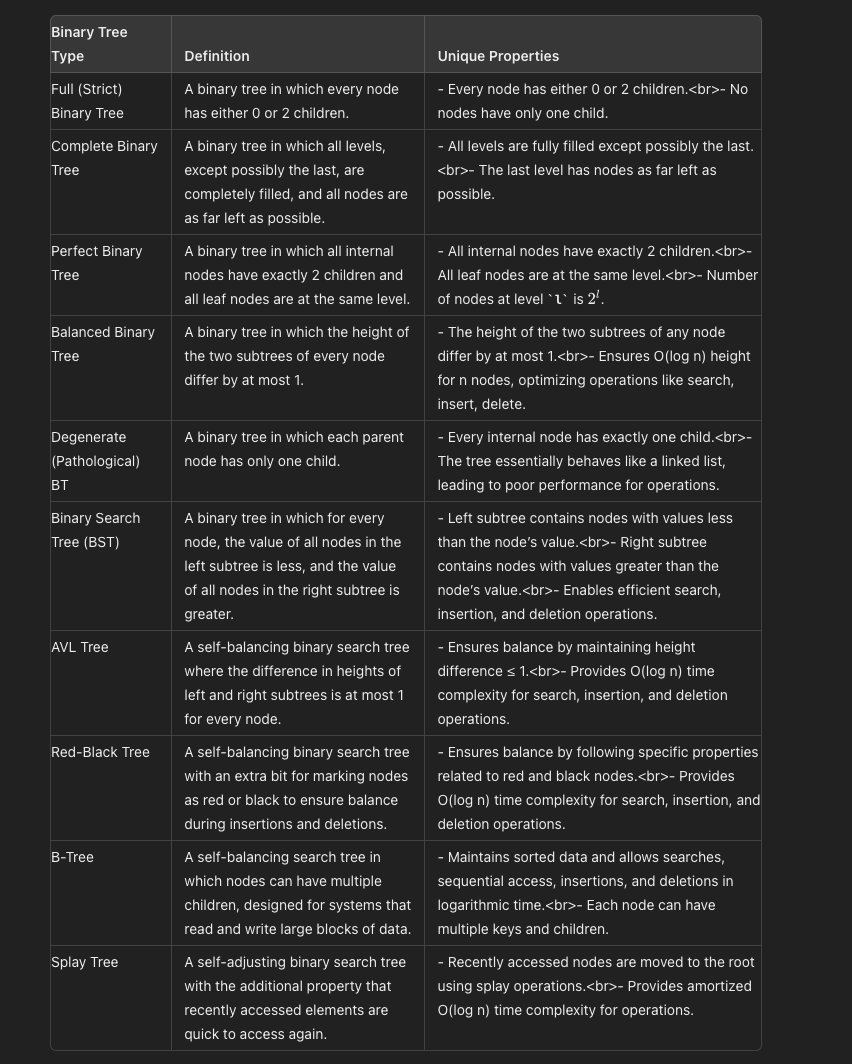 Binary Tree
Type
Definition
Unique Properties
Full (Strict)
Binary Tree
A binary tree in which every node
has either 0 or 2 children.
- Every node has either 0 or 2 children.<br>- No
nodes have only one child.
Complete Binary
Tree
A binary tree in which all levels,
except possibly the last, are
completely filled, and all nodes are
as far left as possible.
- All levels are fully filled except possibly the last.
<br>- The last level has nodes as far left as
possible.
Perfect Binary
Tree
A binary tree in which all internal
nodes have exactly 2 children and
all leaf nodes are at the same level.
- All internal nodes have exactly 2 children.<br>-
All leaf nodes are at the same level.<br>- Number
of nodes at level `l` is 2^l.
Balanced Binary
Tree
A binary tree in which the height of
the two subtrees of every node
differ by at most 1.
- The height of the two subtrees of any node
differ by at most 1.<br>- Ensures O(log n) height
for n nodes, optimizing operations like search,
insert, delete.
Degenerate
(Pathological)
BT
A binary tree in which each parent
node has only one child.
- Every internal node has exactly one child.<br>-
The tree essentially behaves like a linked list,
leading to poor performance for operations.
Binary Search
Tree (BST)
A binary tree in which for every
node, the value of all nodes in the
left subtree is less, and the value
of all nodes in the right subtree is
greater.
- Left subtree contains nodes with values less
than the node’s value.<br>- Right subtree
contains nodes with values greater than the
node’s value.<br>- Enables efficient search,
insertion, and deletion operations.
AVL Tree
A self-balancing binary search tree
where the difference in heights of
left and right subtrees is at most 1
for every node.
- Ensures balance by maintaining height
difference ≤ 1.<br>- Provides O(log n) time
complexity for search, insertion, and deletion
operations.
Red-Black Tree
A self-balancing binary search tree
with an extra bit for marking nodes
as red or black to ensure balance
during insertions and deletions.
- Ensures balance by following specific properties
related to red and black nodes.<br>- Provides
O(log n) time complexity for search, insertion, and
deletion operations.
B-Tree
A self-balancing search tree in
which nodes can have multiple
children, designed for systems that
read and write large blocks of data.
- Maintains sorted data and allows searches,
sequential access, insertions, and deletions in
logarithmic time.<br>- Each node can have
multiple keys and children.
Splay Tree
A self-adjusting binary search tree
with the additional property that
recently accessed elements are
quick to access again.
- Recently accessed nodes are moved to the root
using splay operations.<br>- Provides amortized
O(log n) time complexity for operations.